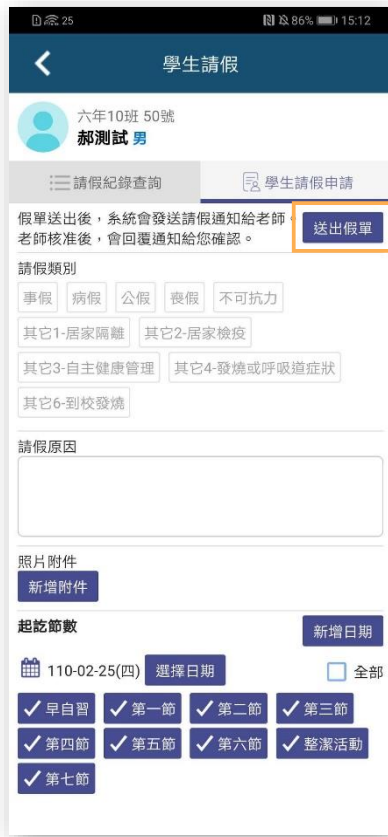 25 86% 15:12
學生請假
六年10班 50號
郝測試 男
請假紀錄查詢 學生請假申請
假單送出後，系統會發送請假通知給老師。
老師核准後，會回覆通知給您確認。
送出假單
請假類別
事假 病假 公假 喪假 不可抗力
其它1-居家隔離 其它2-居家檢疫
其它3-自主健康管理 其它4-發燒或呼吸道症狀
其它6-到校發燒
請假原因
照片附件
新增附件
起訖節數 新增日期
110-02-25(四) 選擇日期 全部
早自習 第一節 第二節 第三節
第四節 第五節 第六節 整潔活動
第七節